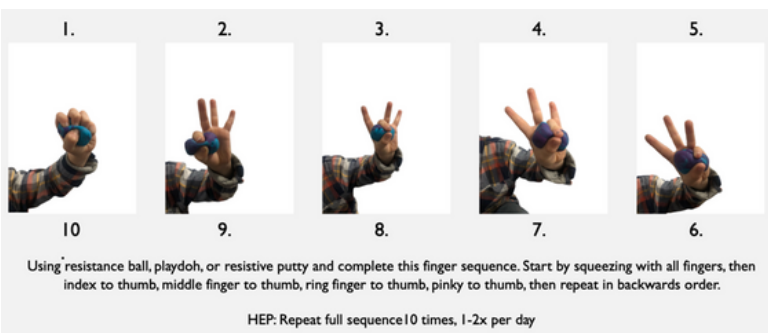 1. 2. 3. 4. 5.
10 9. 8. 7. 6.
Using resistance ball, playdoh, or resistive putty and complete this finger sequence. Start by squeezing with all fingers, then
index to thumb, middle finger to thumb, ring finger to thumb, pinky to thumb, then repeat in backwards order.
HEP: Repeat full sequence10 times, 1-2x per day